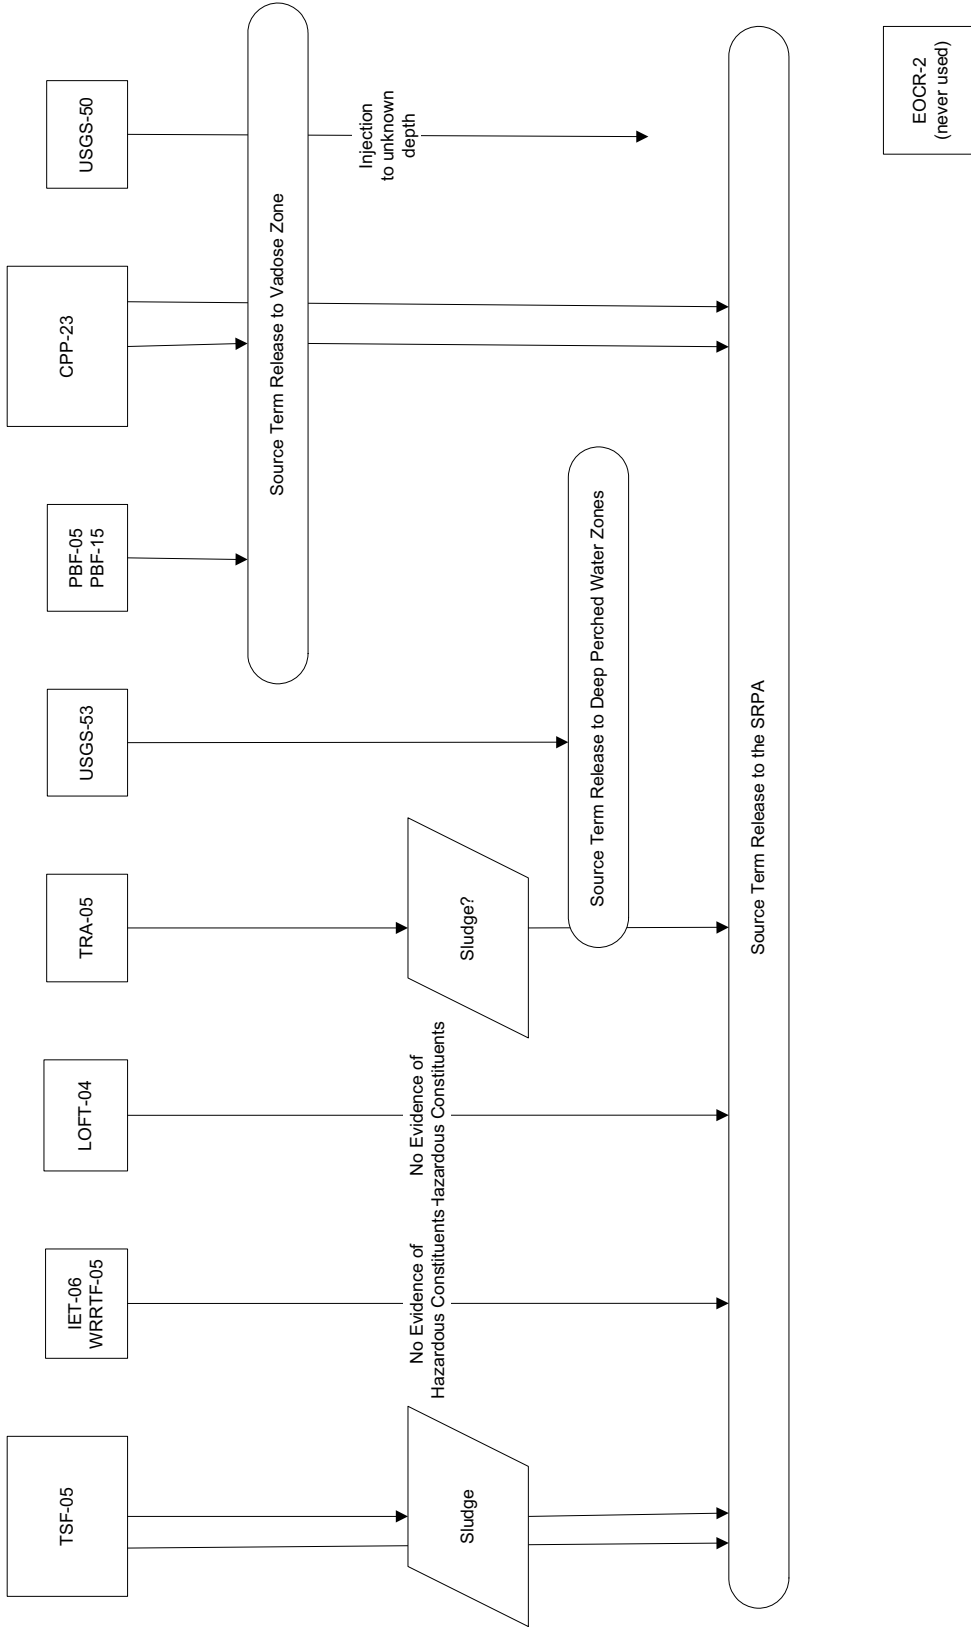 TSF-05
IET-06
WRRTF-05
LOFT-04
TRA-05
USGS-53
PBF-05
PBF-15
CPP-23
USGS-50
Source Term Release to Vadose Zone
Injection
to unknown
depth
Sludge
No Evidence of
Hazardous Constituents
No Evidence of
Hazardous Constituents
Sludge?
Source Term Release to Deep Perched Water Zones
Source Term Release to the SRPA
EOCR-2
(never used)